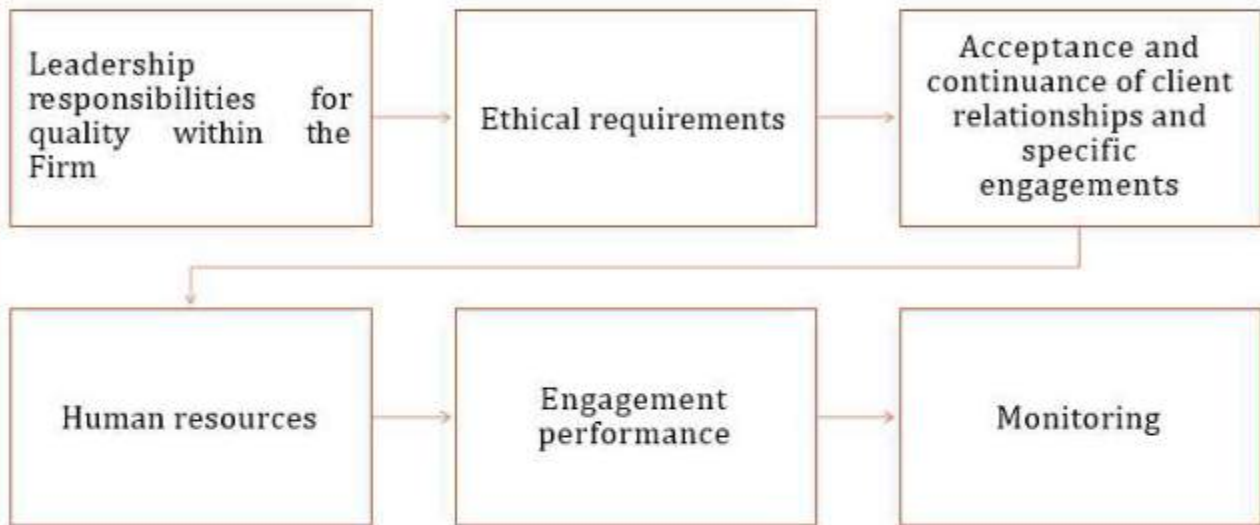 Leadership
responsibilities for
quality within the
Firm
Ethical requirements
Acceptance and
continuance of client
relationships and
specific
engagements
Human resources
Engagement
performance
Monitoring